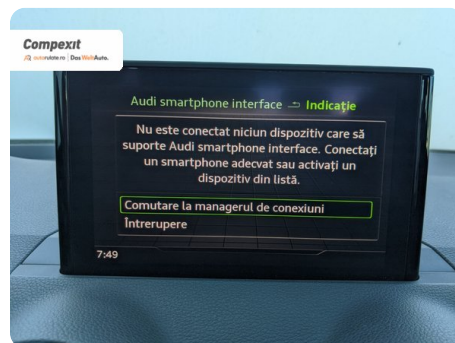 Compexit
autorulate.ro | Das WeltAuto.
Audi smartphone interface Indicație
Nu este conectat niciun dispozitiv care să
suporte Audi smartphone interface. Conectați
un smartphone adecvat sau activați un
dispozitiv din listă.
Comutare la managerul de conexiuni
Întrerupere
7:49